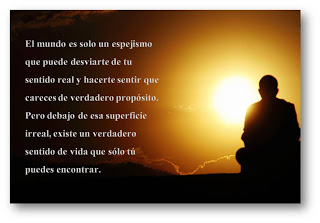 El mundo es solo un espejismo
que puede desviarte de tu
sentido real y hacerte sentir que
careces de verdadero propósito.
Pero debajo de esa superficie
irreal, existe un verdadero
sentido de vida que sólo tú
puedes encontrar.